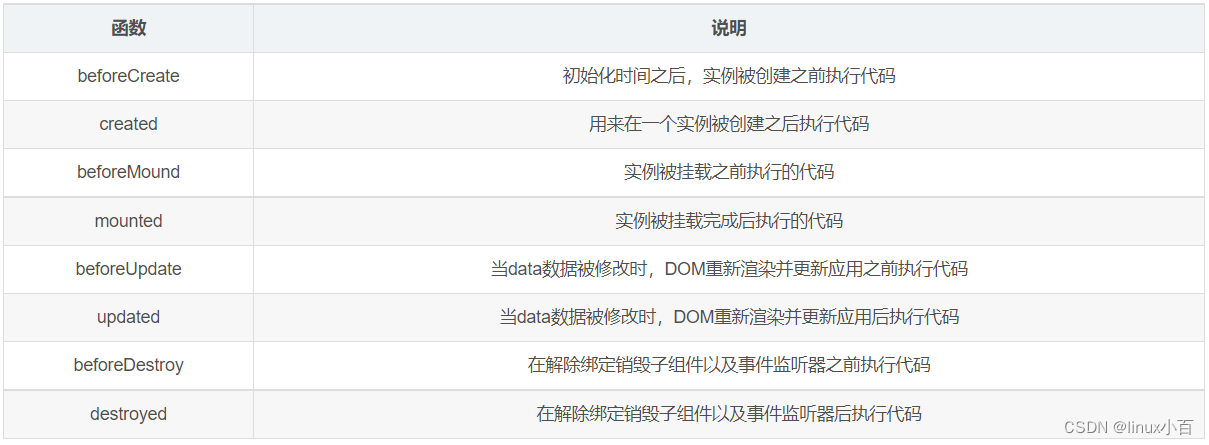 函数 说明
beforeCreate 初始化时间之后，实例被创建之前执行代码
created 用来在一个实例被创建之后执行代码
beforeMound 实例被挂载之前执行的代码
mounted 实例被挂载完成后执行的代码
beforeUpdate 当data数据被修改时，DOM重新渲染并更新应用之前执行代码
updated 当data数据被修改时，DOM重新渲染并更新应用后执行代码
beforeDestroy 在解除绑定销毁子组件以及事件监听器之前执行代码
destroyed 在解除绑定销毁子组件以及事件监听器后执行代码
CSDN @linux小百